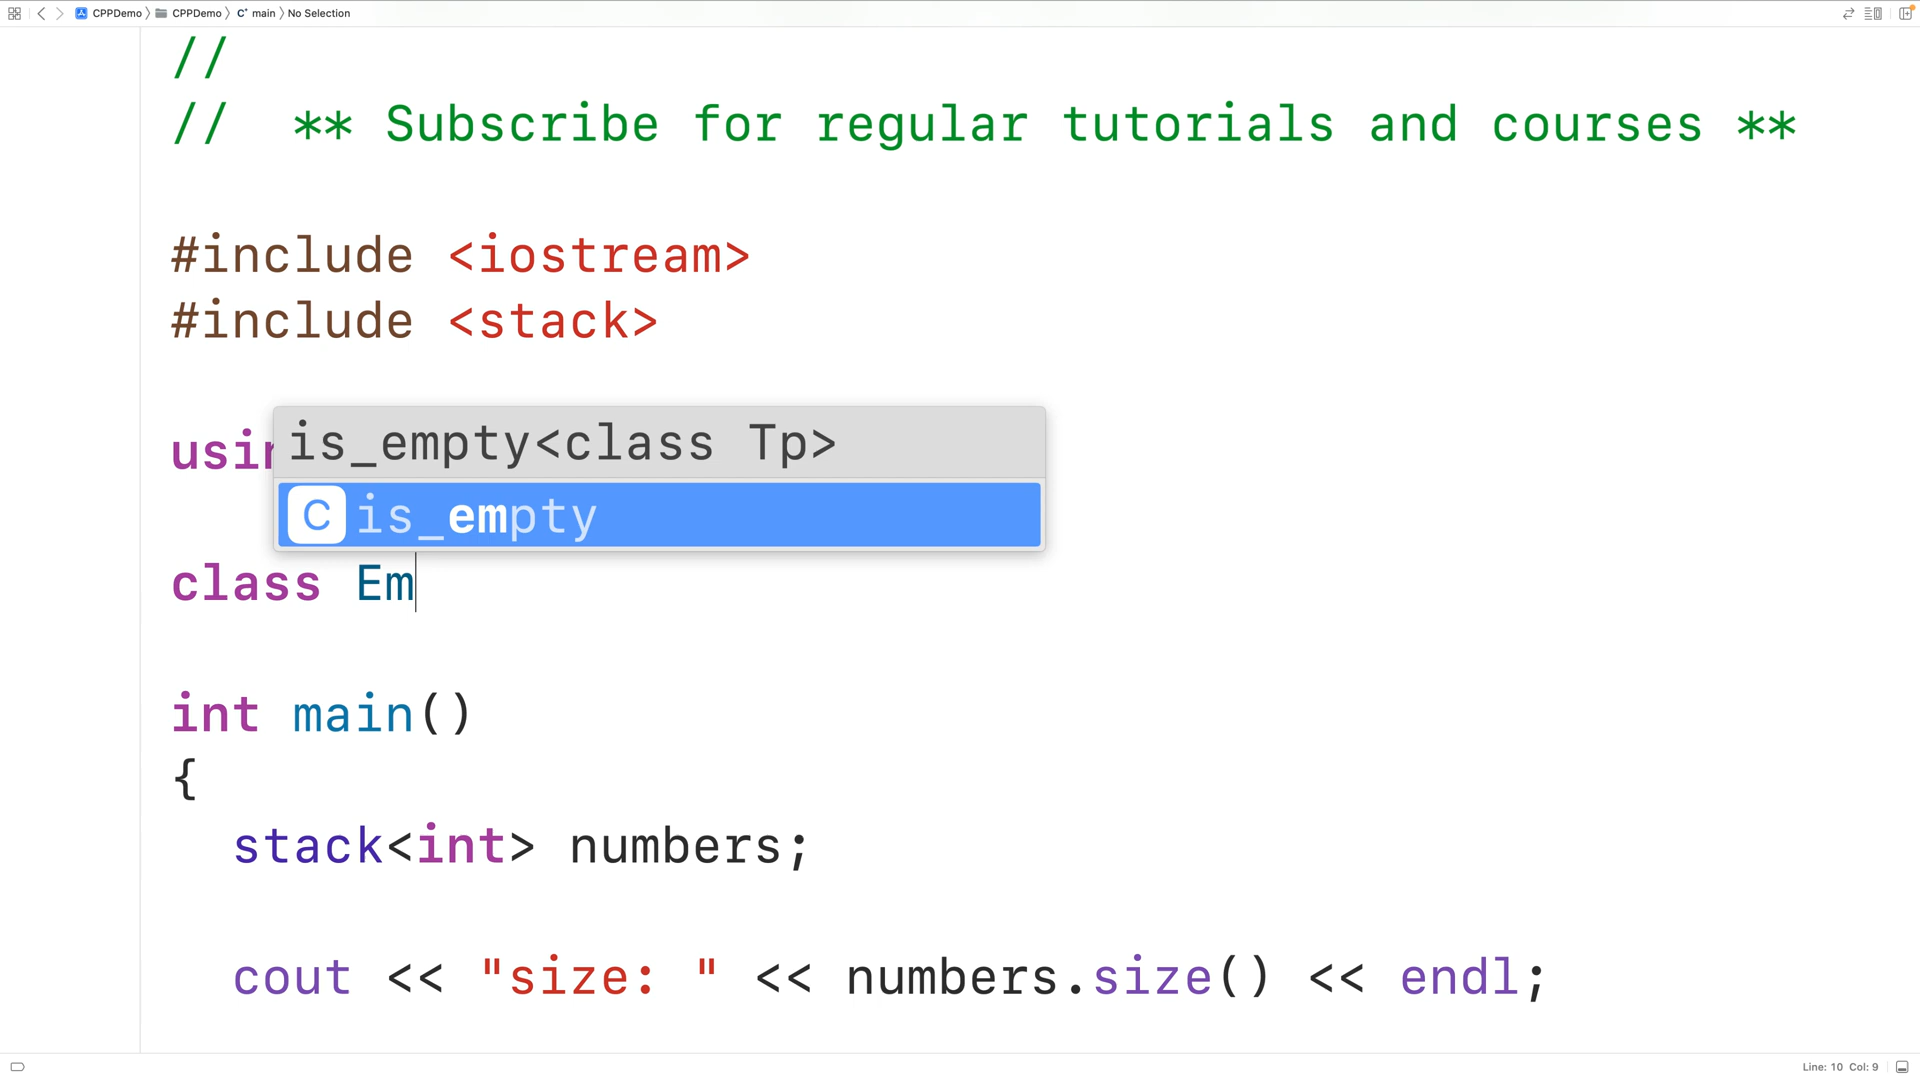 CPPDemo CPPDemo C+ main No Selection
//
// ** Subscribe for regular tutorials and courses **
#include <iostream>
#include <stack>
is_empty<class Tp>
usin
C is_empty
class Em
int main()
{
stack<int> numbers;
cout << "size: " << numbers.size() << endl;
Line: 10 Col: 9